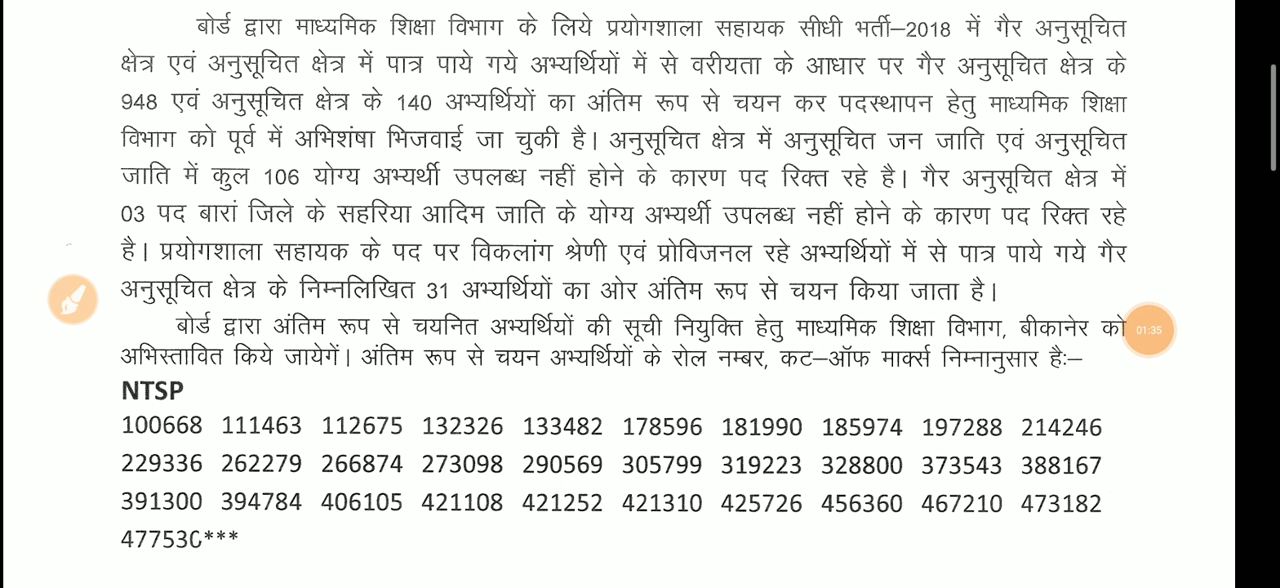 बोर्ड द्वारा माध्यमिक शिक्षा विभाग के लिये प्रयोगशाला सहायक सीधी भर्ती–2018 में गैर अनुसूचित
क्षेत्र एवं अनुसूचित क्षेत्र में पात्र पाये गये अभ्यर्थियों में से वरीयता के आधार पर गैर अनुसूचित क्षेत्र के
948 एवं अनुसूचित क्षेत्र के 140 अभ्यर्थियों का अंतिम रूप से चयन कर पदस्थापन हेतु माध्यमिक शिक्षा
विभाग को पूर्व में अभिशंषा भिजवाई जा चुकी है। अनुसूचित क्षेत्र में अनुसूचित जन जाति एवं अनुसूचित
जाति में कुल 106 योग्य अभ्यर्थी उपलब्ध नहीं होने के कारण पद रिक्त रहे है। गैर अनुसूचित क्षेत्र में
03 पद बारां जिले के सहरिया आदिम जाति के योग्य अभ्यर्थी उपलब्ध नहीं होने के कारण पद रिक्त रहे
है। प्रयोगशाला सहायक के पद पर विकलांग श्रेणी एवं प्रोविजनल रहे अभ्यर्थियों में से पात्र पाये गये गैर
अनुसूचित क्षेत्र के निम्नलिखित 31 अभ्यर्थियों का ओर अंतिम रूप से चयन किया जाता है।
बोर्ड द्वारा अंतिम रूप से चयनित अभ्यर्थियों की सूची नियुक्ति हेतु माध्यमिक शिक्षा विभाग, बीकानेर को
01:35
अभिस्तावित किये जायेगें। अंतिम रूप से चयन अभ्यर्थियों के रोल नम्बर, कट–ऑफ मार्क्स निम्नानुसार हैः–
NTSP
100668 111463 112675 132326 133482 178596 181990 185974 197288 214246
229336 262279 266874 273098 290569 305799 319223 328800 373543 388167
391300 394784 406105 421108 421252 421310 425726 456360 467210 473182
477530***